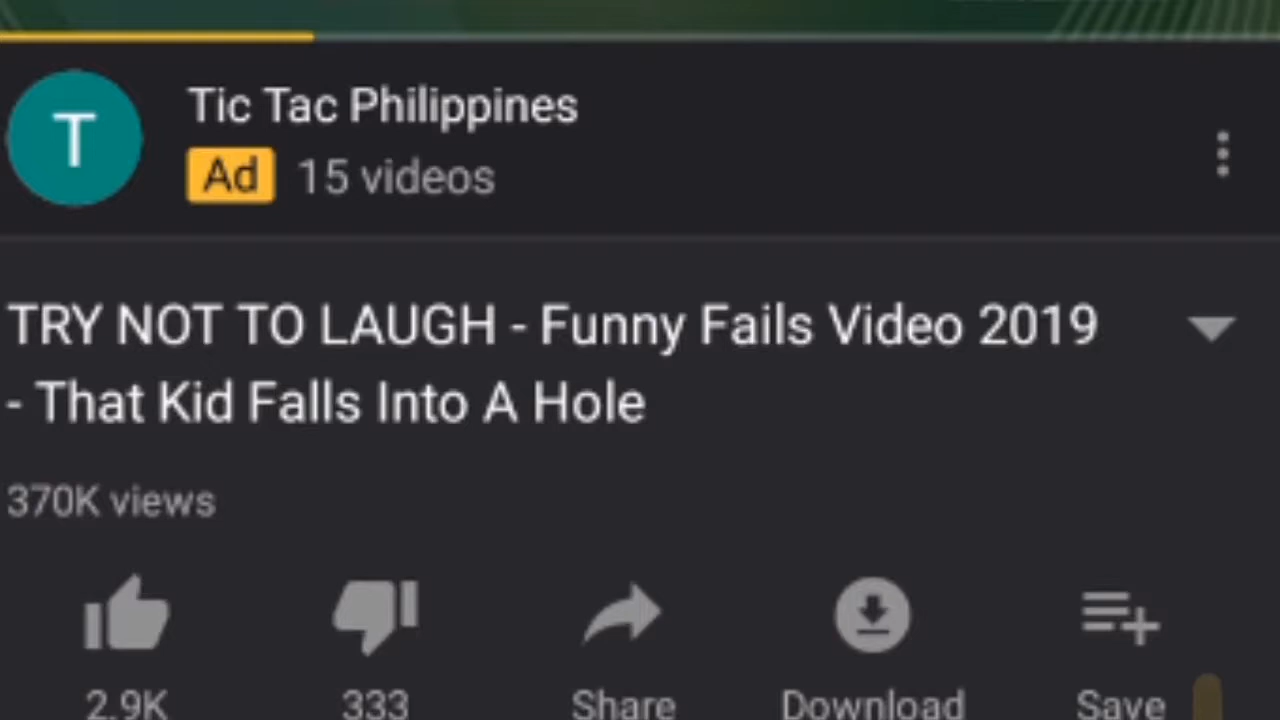 T
Tic Tac Philippines
Ad 15 videos
TRY NOT TO LAUGH - Funny Fails Video 2019
- That Kid Falls Into A Hole
370K views
2.9K 333 Share Download Save